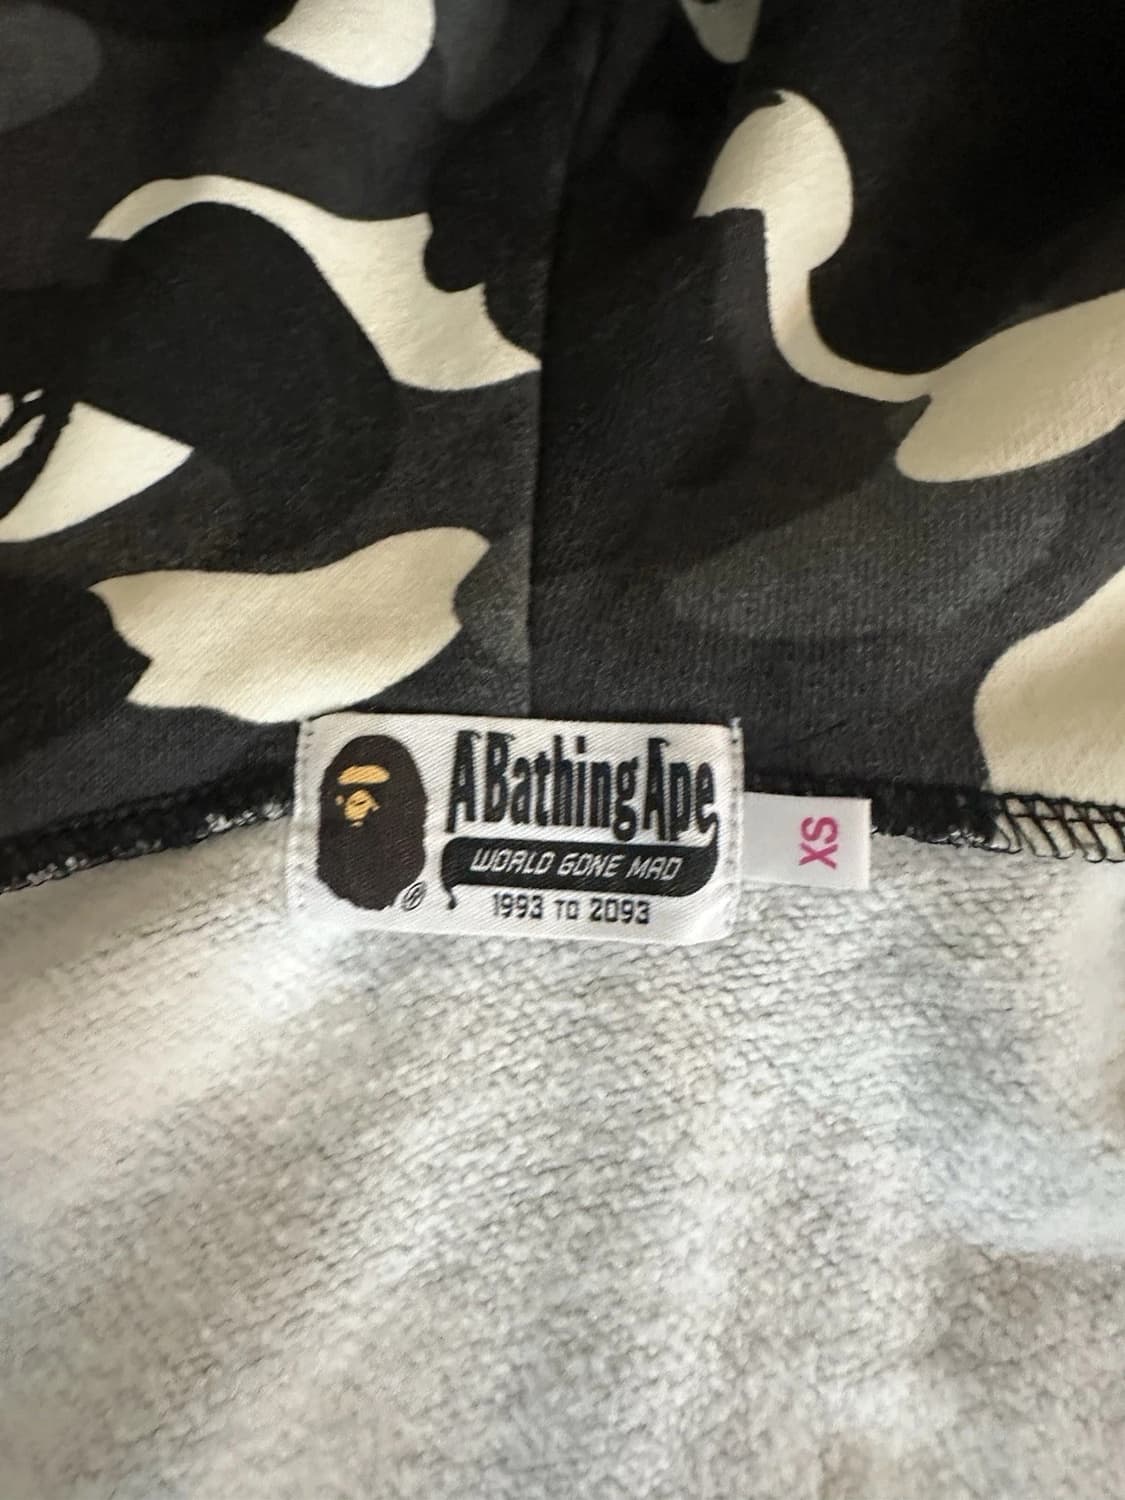 A Bathing Ape
WORLD GONE MAD
1993 TO 2093
®
XS